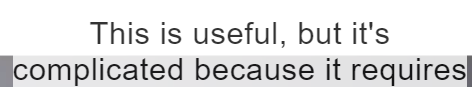 This is useful, but it's
complicated because it requires